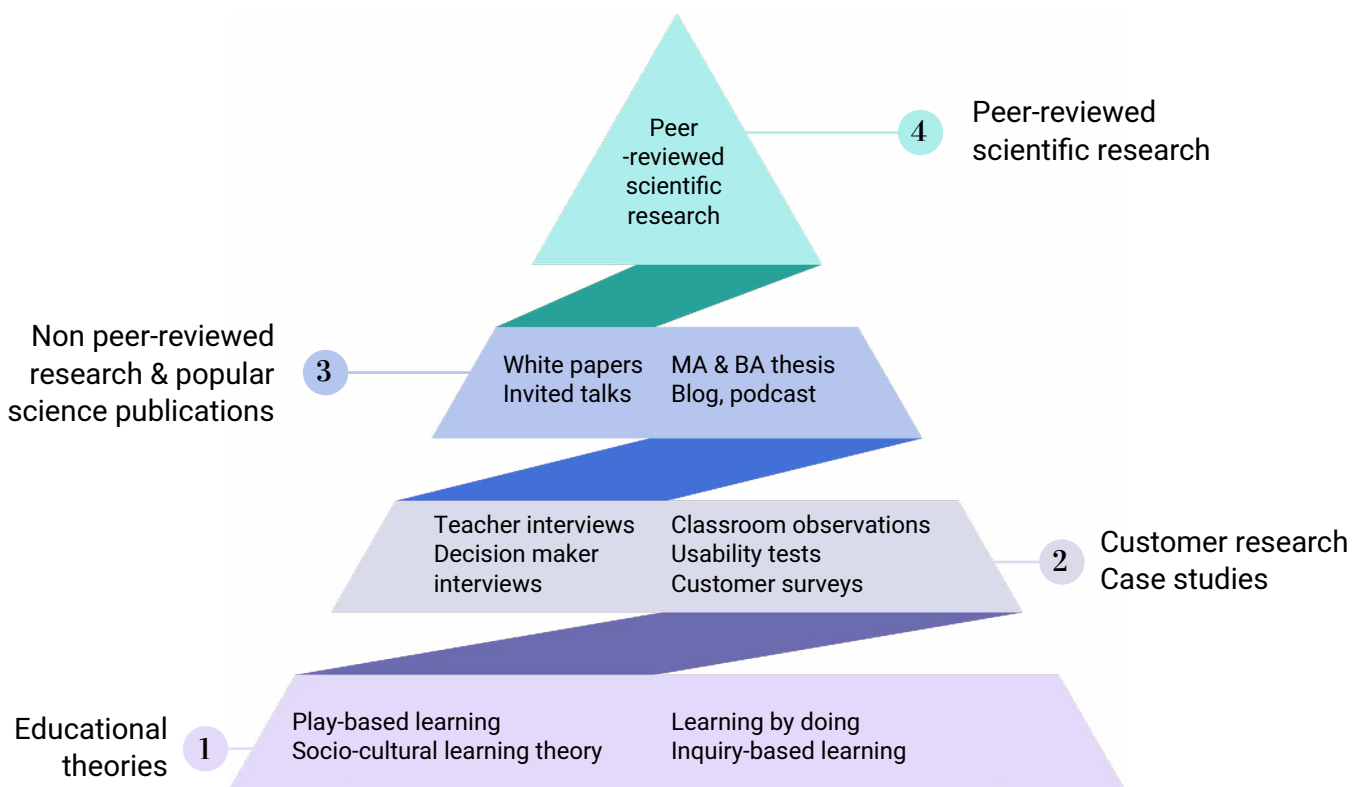 Peer
-reviewed
scientific
research
4
Peer-reviewed
scientific research
Non peer-reviewed
research & popular
science publications
3
White papers
Invited talks
MA & BA thesis
Blog, podcast
Teacher interviews
Decision maker
interviews
Classroom observations
Usability tests
Customer surveys
2
Customer research
Case studies
Educational
theories
1
Play-based learning
Socio-cultural learning theory
Learning by doing
Inquiry-based learning